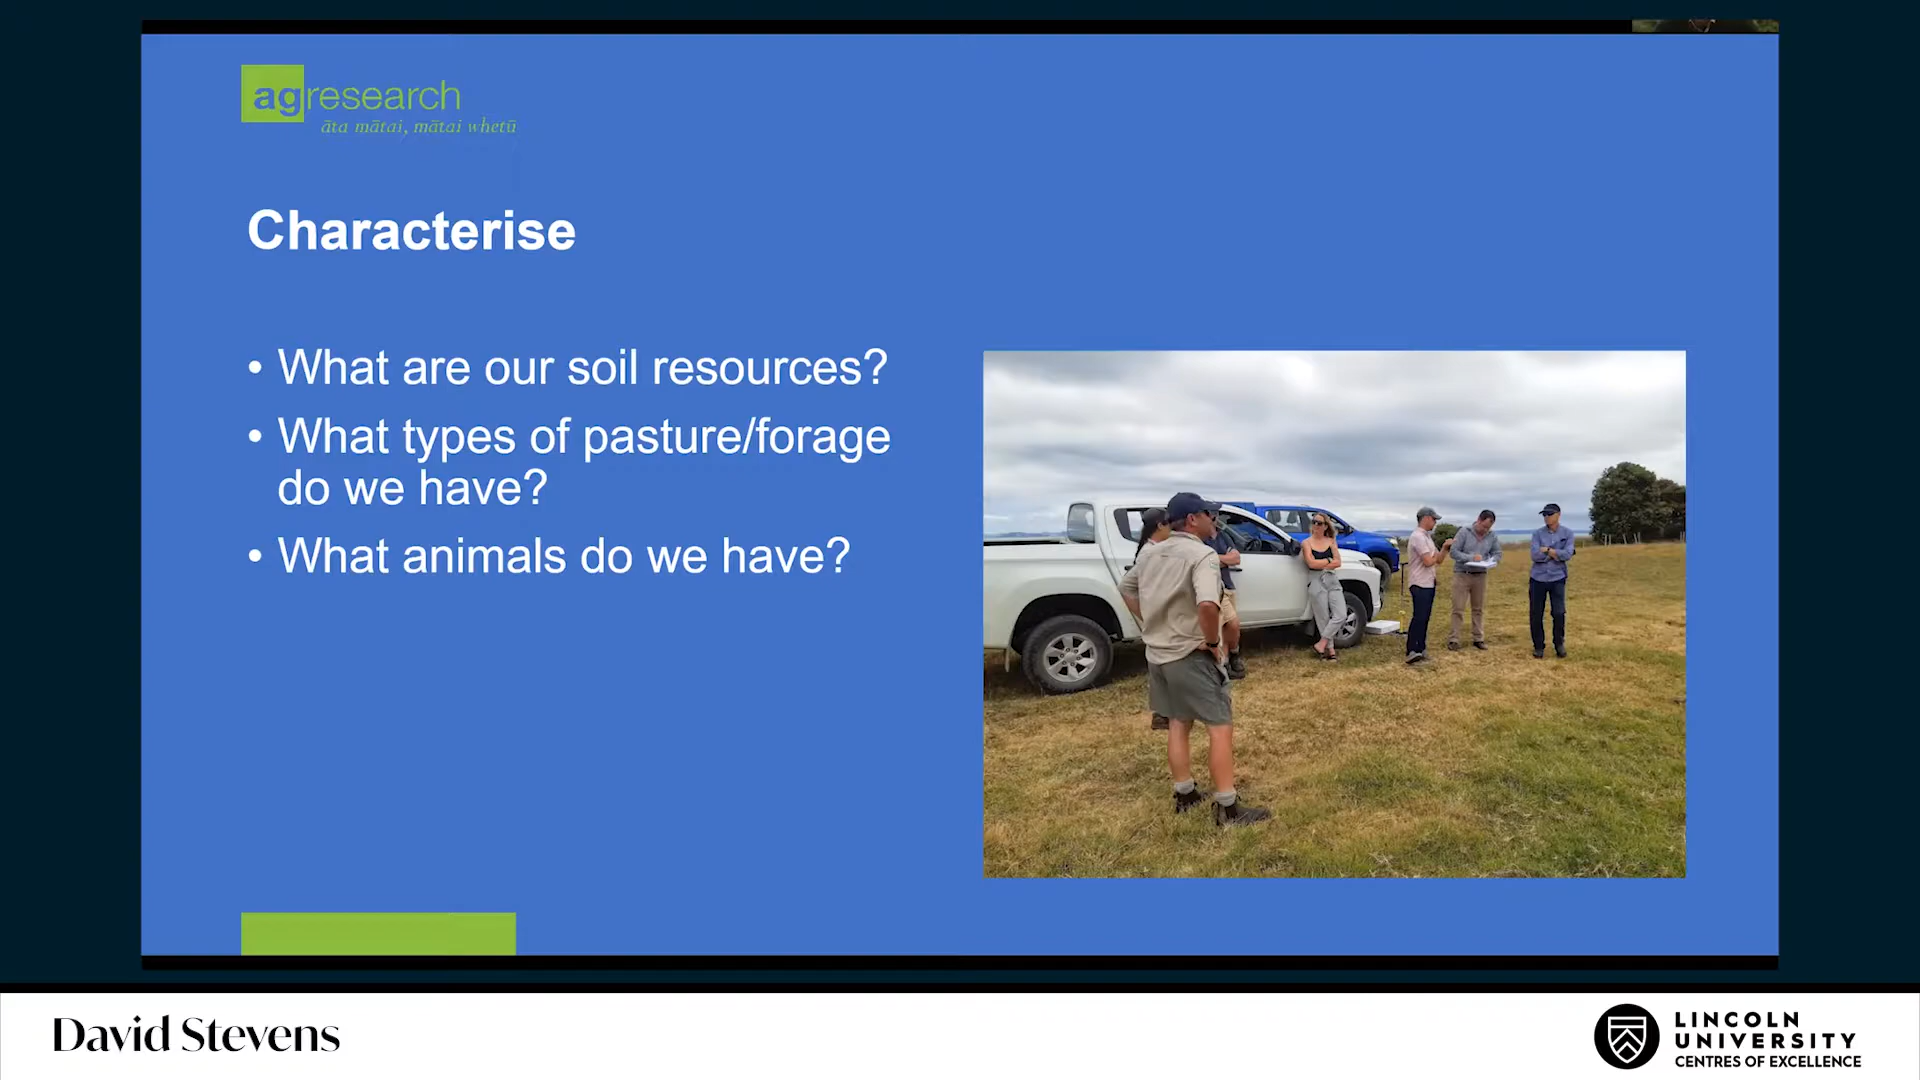 agresearch
āta mātai, mātai whetū
Characterise
• What are our soil resources?
• What types of pasture/forage
do we have?
• What animals do we have?
David Stevens
LINCOLN
UNIVERSITY
CENTRES OF EXCELLENCE